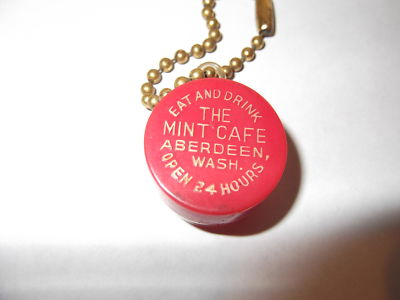 EAT AND DRINK
THE
MINT CAFE
ABERDEEN,
WASH.
OPEN 24 HOURS